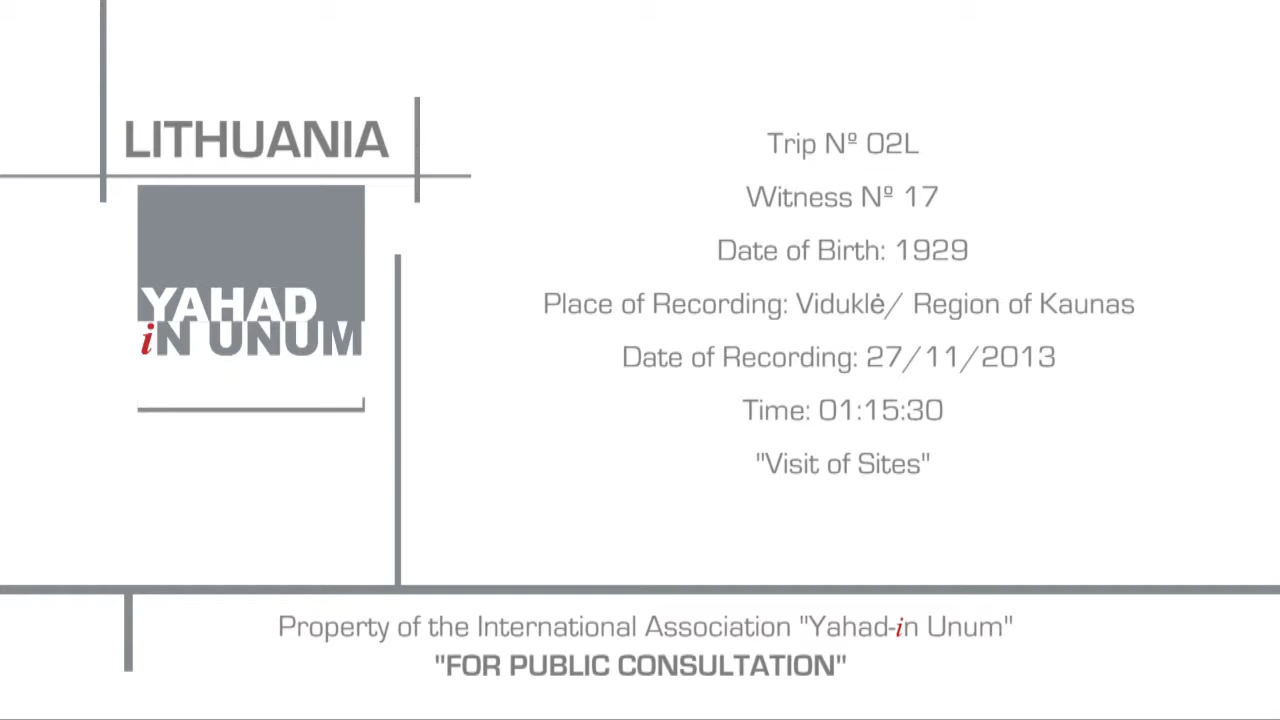 LITHUANIA
YAHAD
iN UNUM
Trip Nº 02L
Witness Nº 17
Date of Birth: 1929
Place of Recording: Viduklė/ Region of Kaunas
Date of Recording: 27/11/2013
Time: 01:15:30
"Visit of Sites"
Property of the International Association "Yahad-in Unum"
"FOR PUBLIC CONSULTATION"